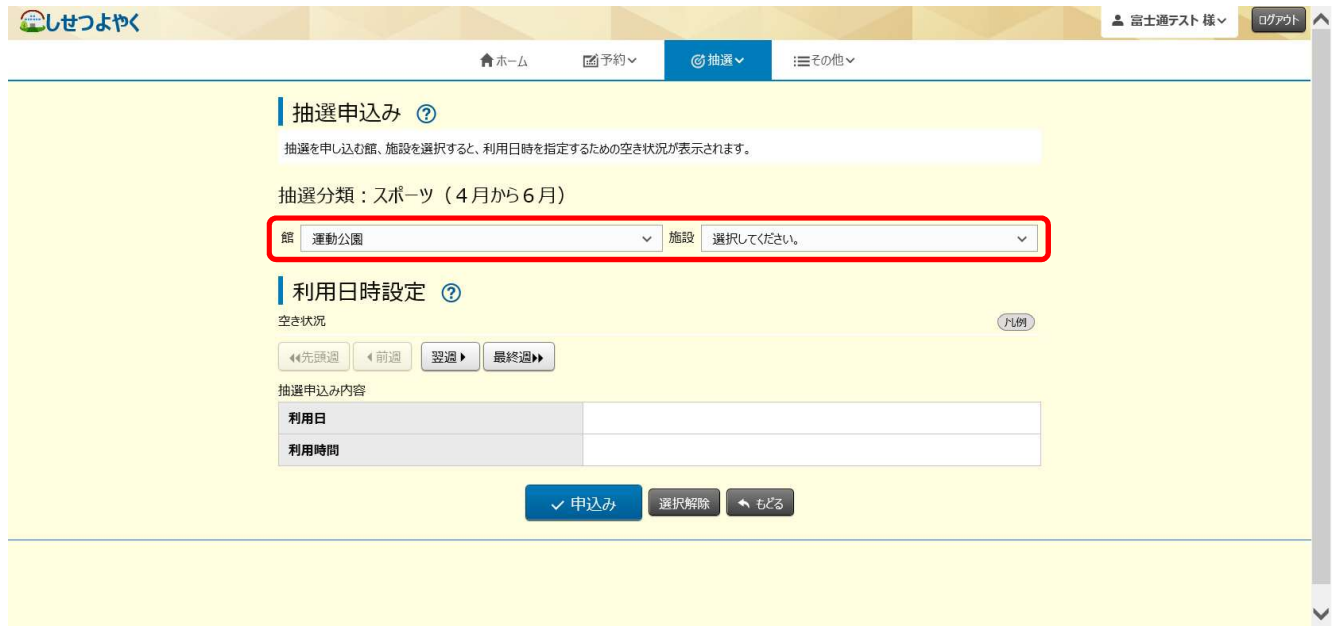 しせつよやく
富士通テスト 様
ログアウト
ホーム
予約
抽選
その他
抽選申込み ?
抽選を申し込む館、施設を選択すると、利用日時を指定するための空き状況が表示されます。
抽選分類：スポーツ（４月から６月）
館 運動公園 施設 選択してください。
利用日時設定 ?
空き状況
凡例
先頭週 前週 翌週 最終週
抽選申込み内容
利用日
利用時間
申込み 選択解除 もどる